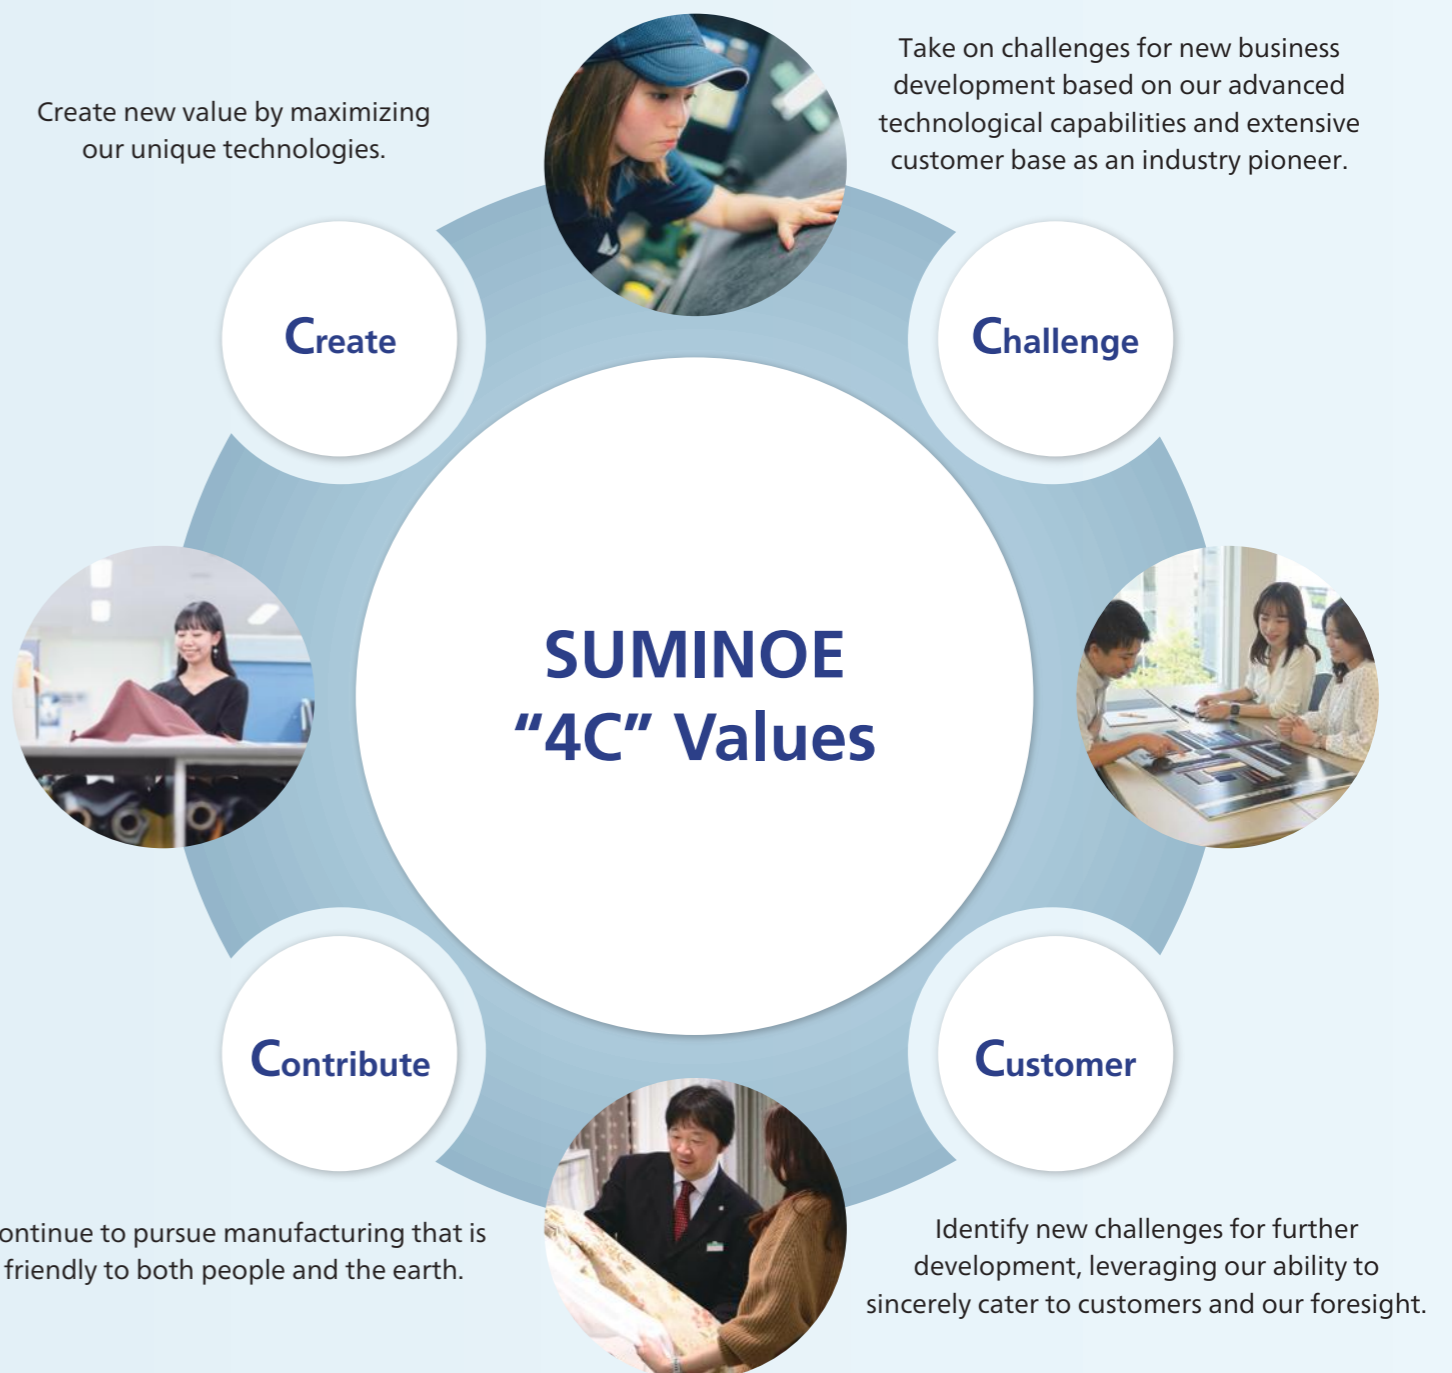 Create new value by maximizing
our unique technologies.
Take on challenges for new business
development based on our advanced
technological capabilities and extensive
customer base as an industry pioneer.
Create
Challenge
SUMINOE
“4C” Values
Contribute
Customer
ontinue to pursue manufacturing that is
friendly to both people and the earth.
Identify new challenges for further
development, leveraging our ability to
sincerely cater to customers and our foresight.